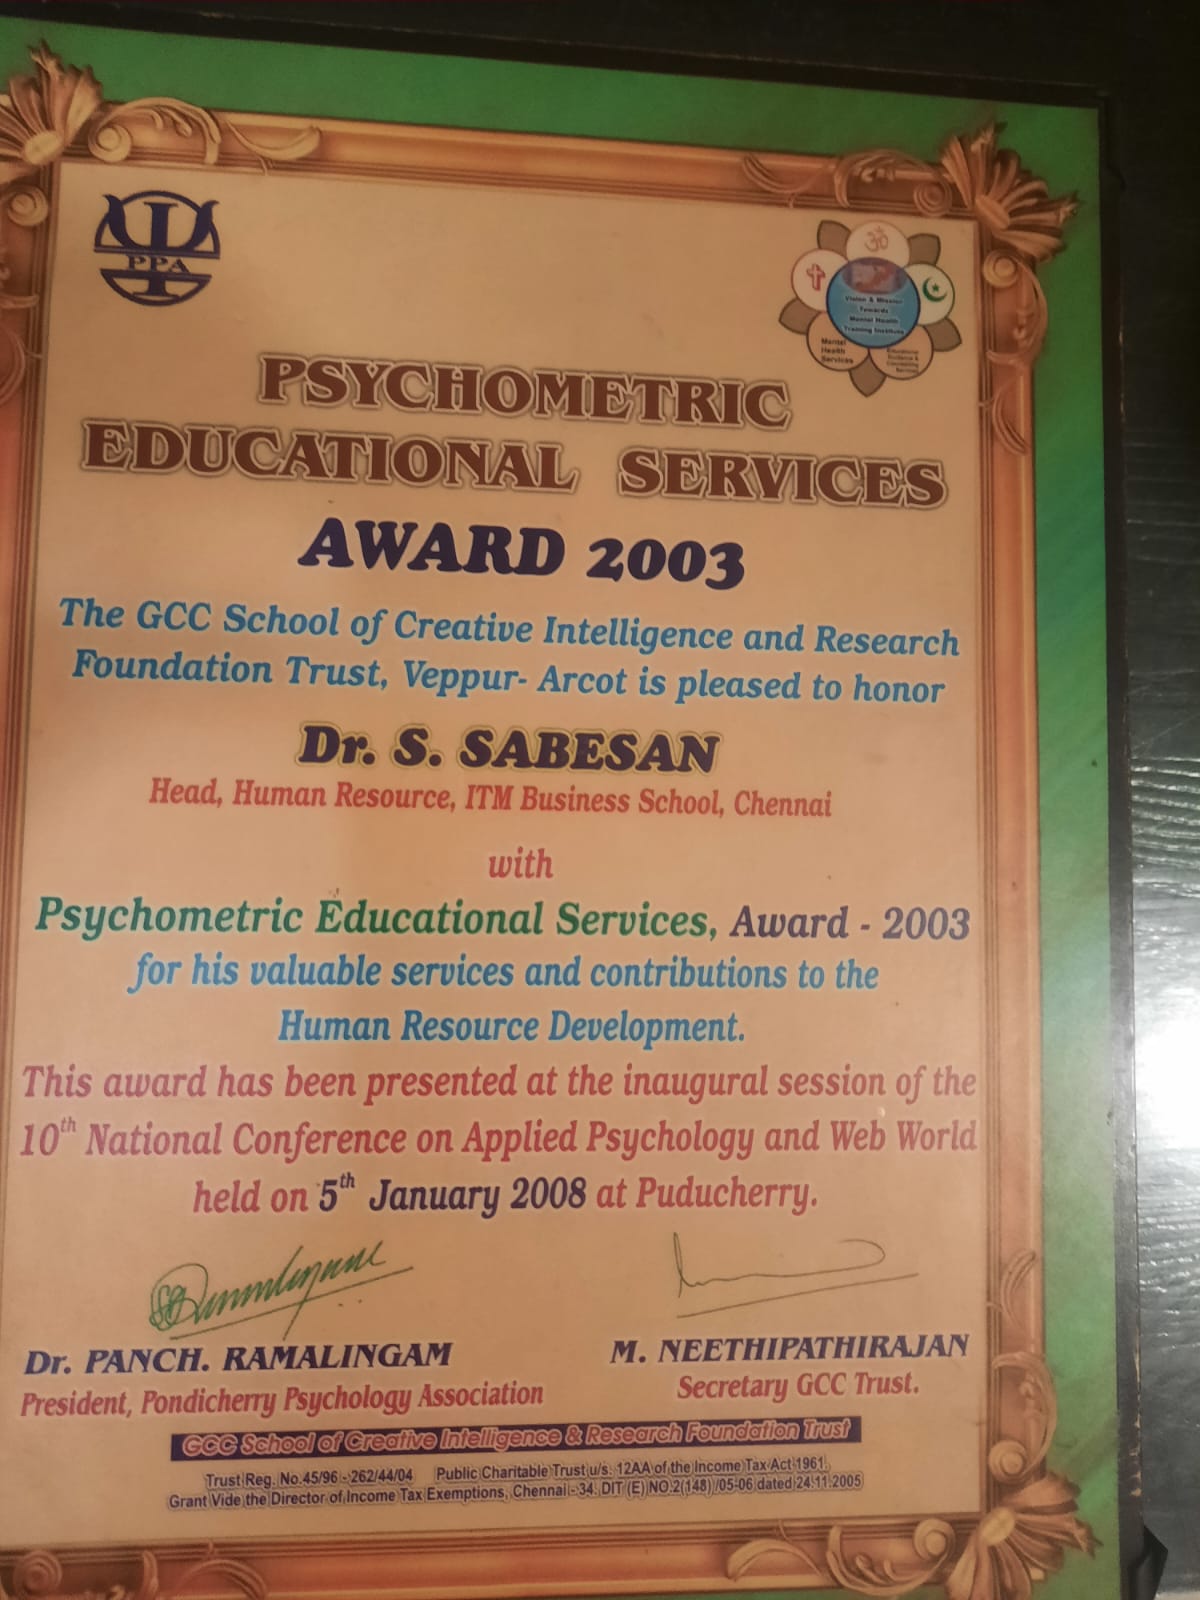 PPA
ॐ
Vision & Mission
Towards
Mental Health
Training Institute
Mental
Health
Services
Educational
Guidance &
Counselling
Services
PSYCHOMETRIC
EDUCATIONAL SERVICES
AWARD 2003
The GCC School of Creative Intelligence and Research
Foundation Trust, Veppur- Arcot is pleased to honor
Dr. S. SABESAN
Head, Human Resource, ITM Business School, Chennai
with
Psychometric Educational Services, Award - 2003
for his valuable services and contributions to the
Human Resource Development.
This award has been presented at the inaugural session of the
10th National Conference on Applied Psychology and Web World
held on 5th January 2008 at Puducherry.
Dr. PANCH. RAMALINGAM
President, Pondicherry Psychology Association
M. NEETHIPATHIRAJAN
Secretary GCC Trust.
GCC School of Creative Intelligence & Research Foundation Trust
Trust Reg. No.45/96 - 262/44/04 Public Charitable Trust u/s. 12AA of the Income Tax Act 1961.
Grant Vide the Director of Income Tax Exemptions, Chennai - 34. DIT (E) NO.2(148) /05-06 dated 24.11.2005